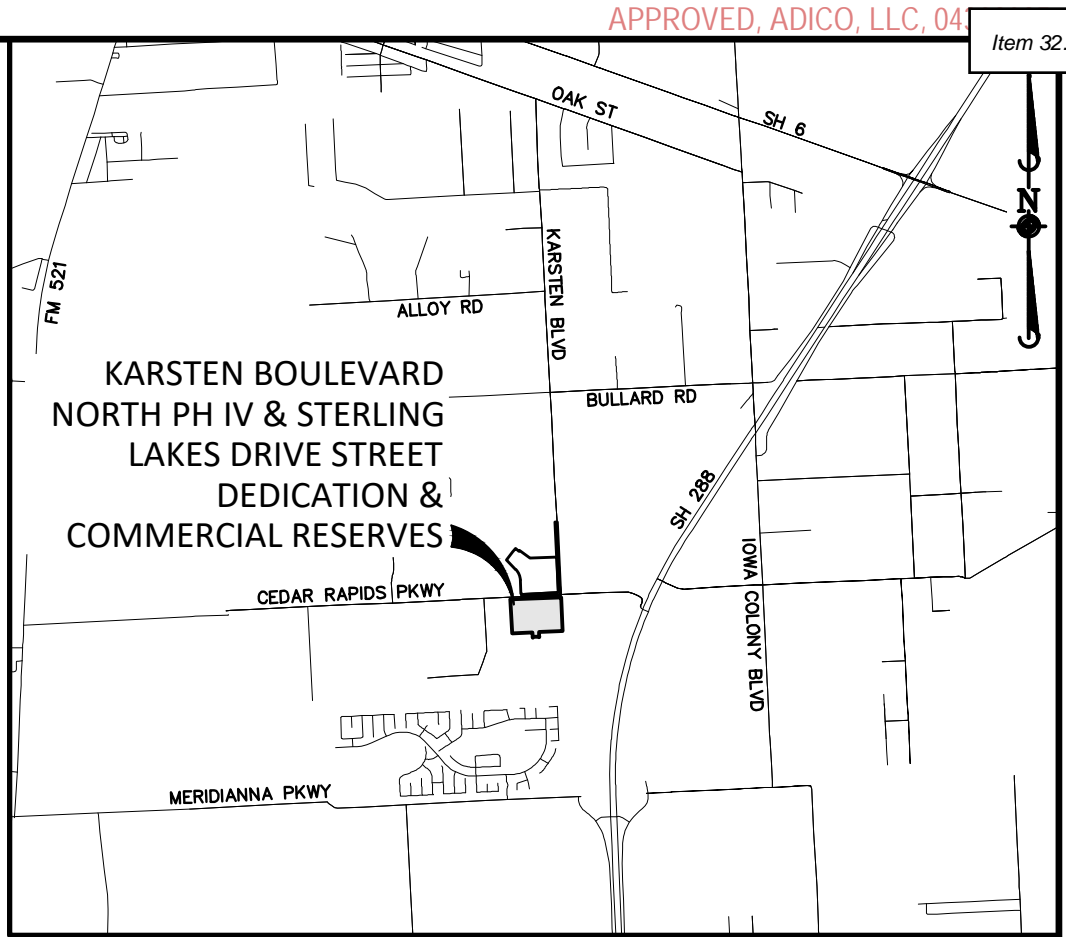 APPROVED, ADICO, LLC,
Item 32.
OAK ST
SH 6
N
FM 521
KARSTEN BLVD
ALLOY RD
KARSTEN BOULEVARD
NORTH PH IV & STERLING
LAKES DRIVE STREET
DEDICATION &
COMMERCIAL RESERVES
BULLARD RD
SH 288
IOWA COLONY BLVD
CEDAR RAPIDS PKWY
MERIDIANNA PKWY